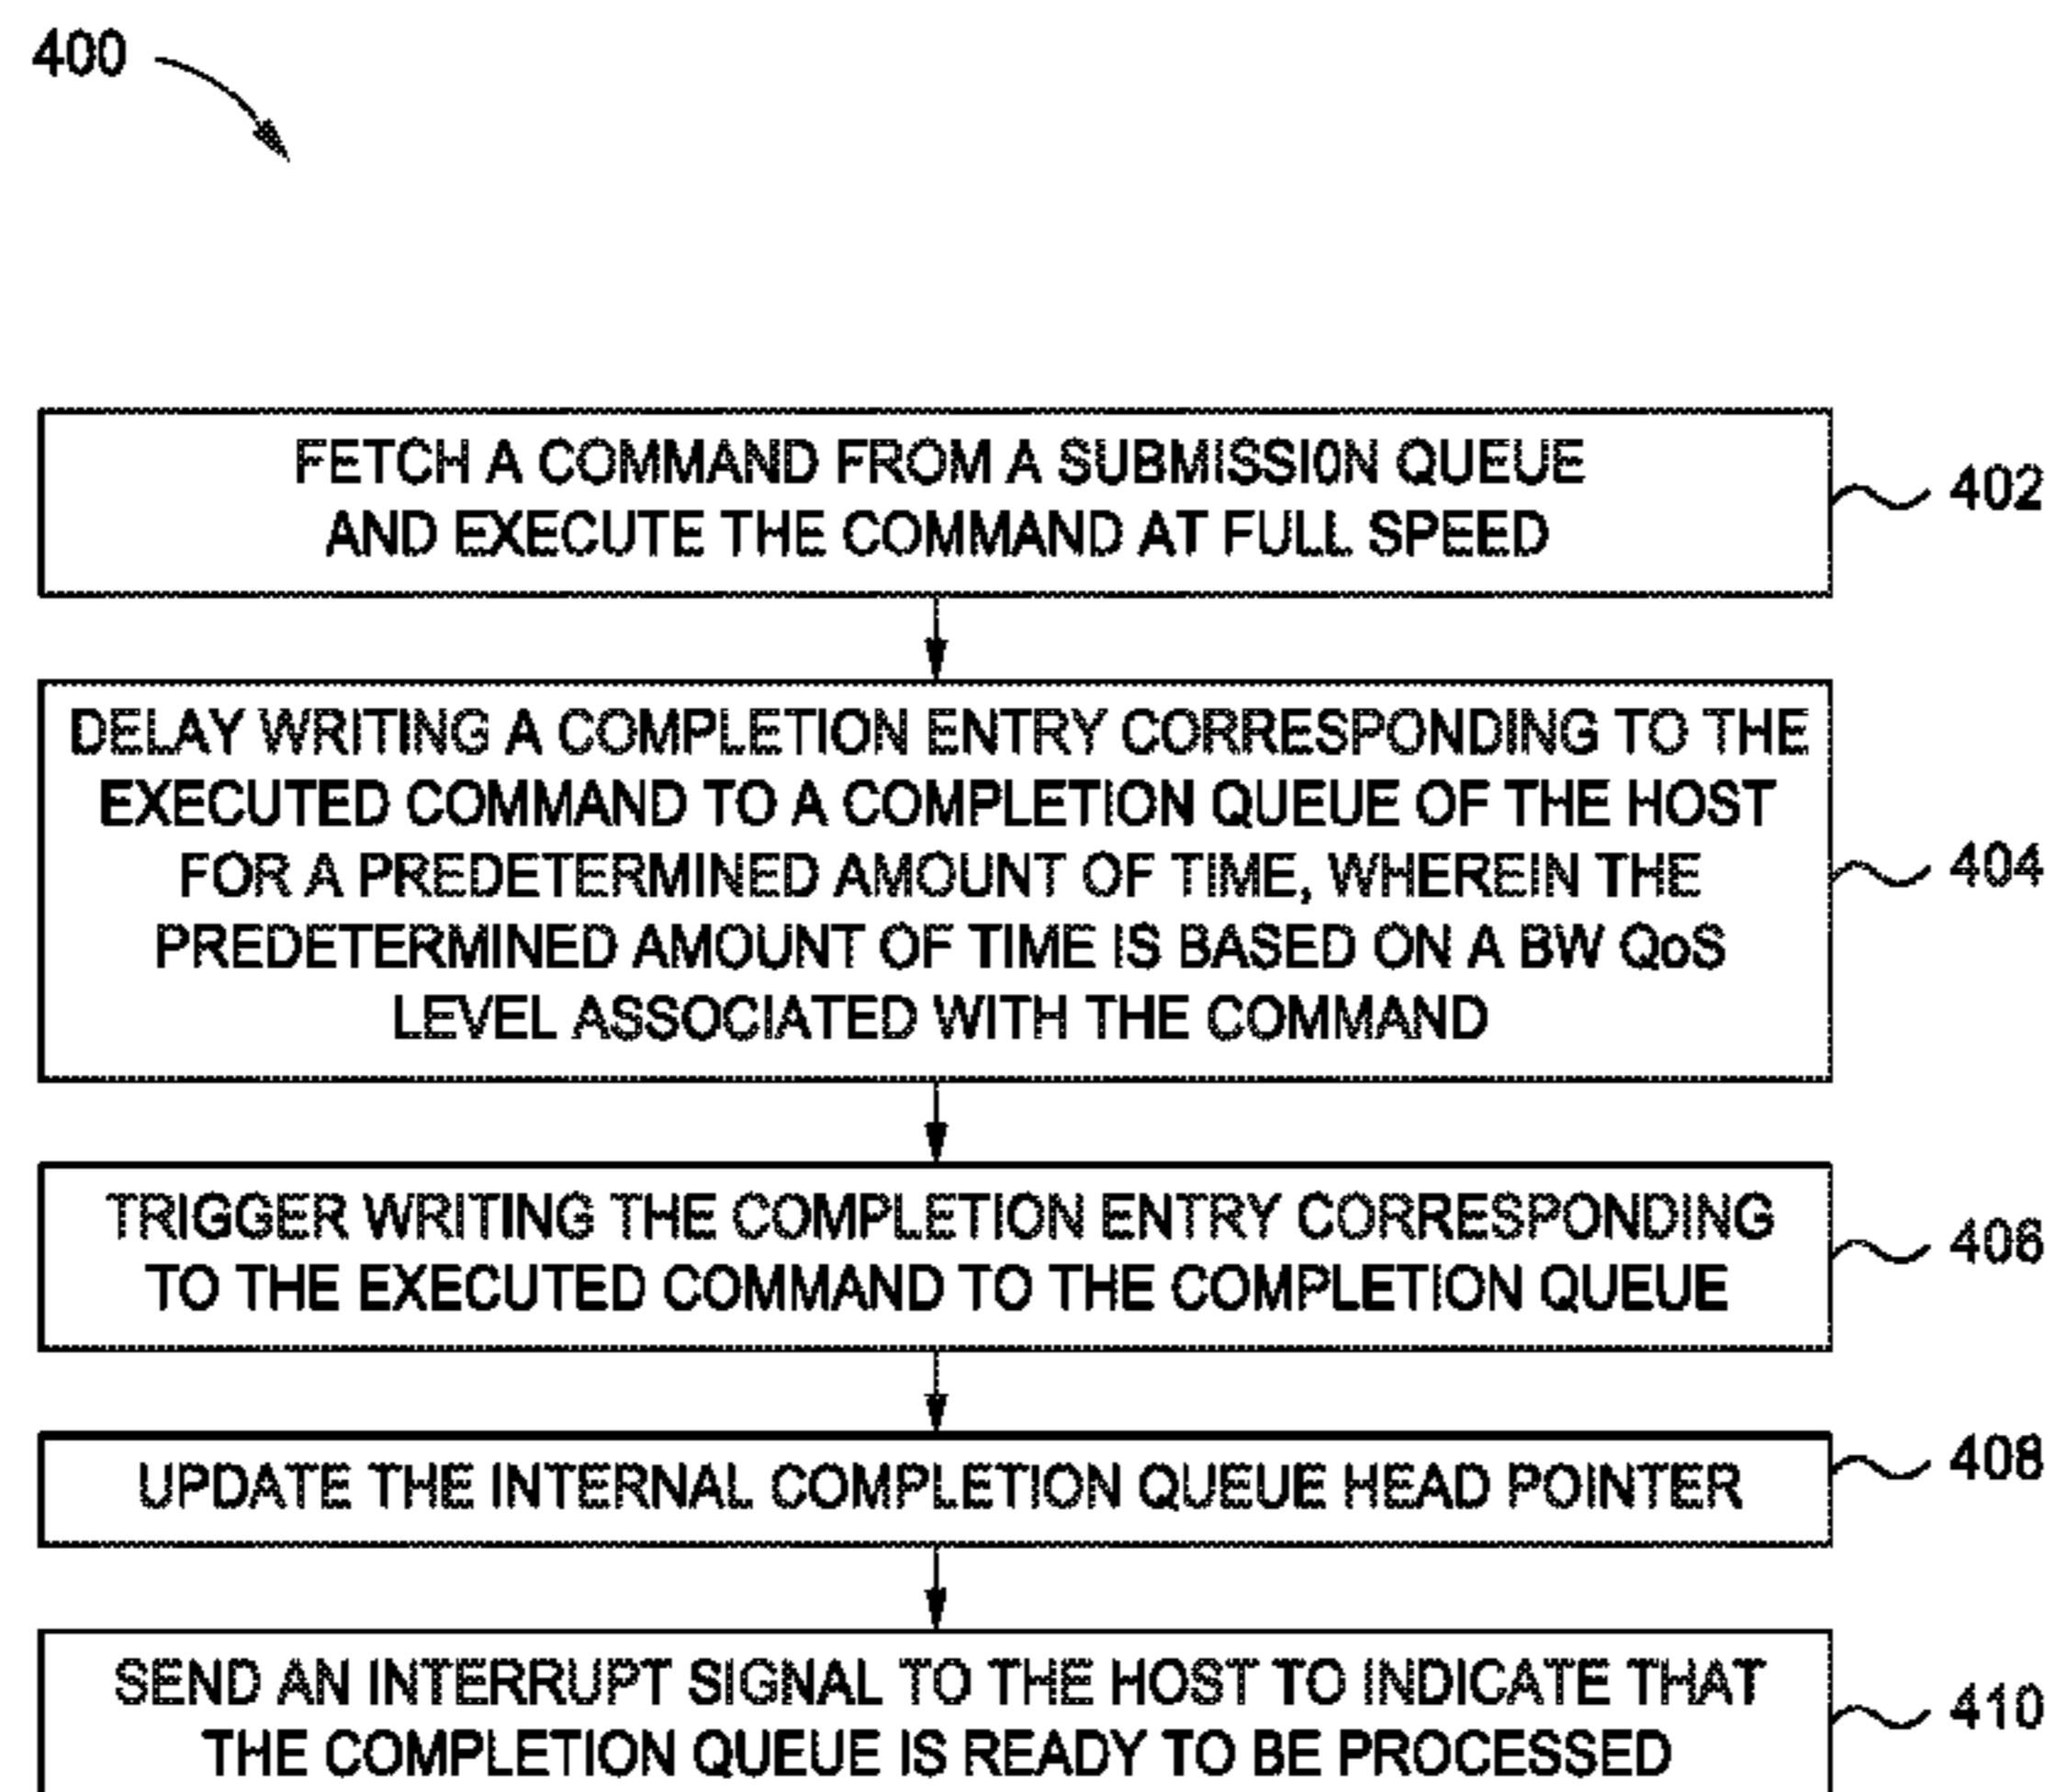 400
FETCH A COMMAND FROM A SUBMISSION QUEUE
AND EXECUTE THE COMMAND AT FULL SPEED
402
DELAY WRITING A COMPLETION ENTRY CORRESPONDING TO THE
EXECUTED COMMAND TO A COMPLETION QUEUE OF THE HOST
FOR A PREDETERMINED AMOUNT OF TIME, WHEREIN THE
PREDETERMINED AMOUNT OF TIME IS BASED ON A BW QoS
LEVEL ASSOCIATED WITH THE COMMAND
404
TRIGGER WRITING THE COMPLETION ENTRY CORRESPONDING
TO THE EXECUTED COMMAND TO THE COMPLETION QUEUE
406
UPDATE THE INTERNAL COMPLETION QUEUE HEAD POINTER
408
SEND AN INTERRUPT SIGNAL TO THE HOST TO INDICATE THAT
THE COMPLETION QUEUE IS READY TO BE PROCESSED
410